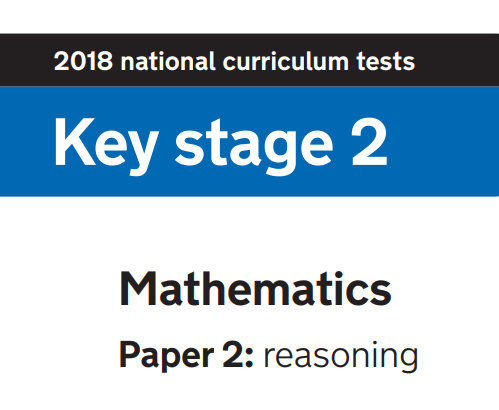 2018 national curriculum tests
Key stage 2
Mathematics
Paper 2: reasoning